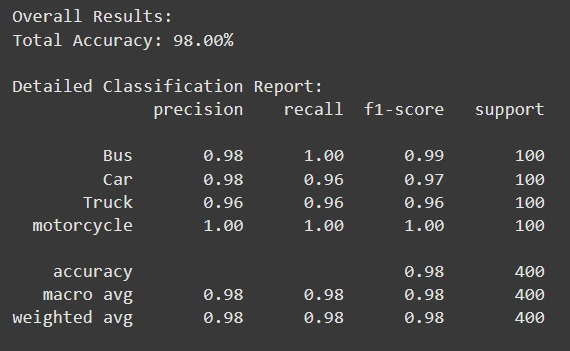 Overall Results:
Total Accuracy: 98.00%
Detailed Classification Report:
precision recall f1-score support
Bus 0.98 1.00 0.99 100
Car 0.98 0.96 0.97 100
Truck 0.96 0.96 0.96 100
motorcycle 1.00 1.00 1.00 100
accuracy 0.98 400
macro avg 0.98 0.98 0.98 400
weighted avg 0.98 0.98 0.98 400